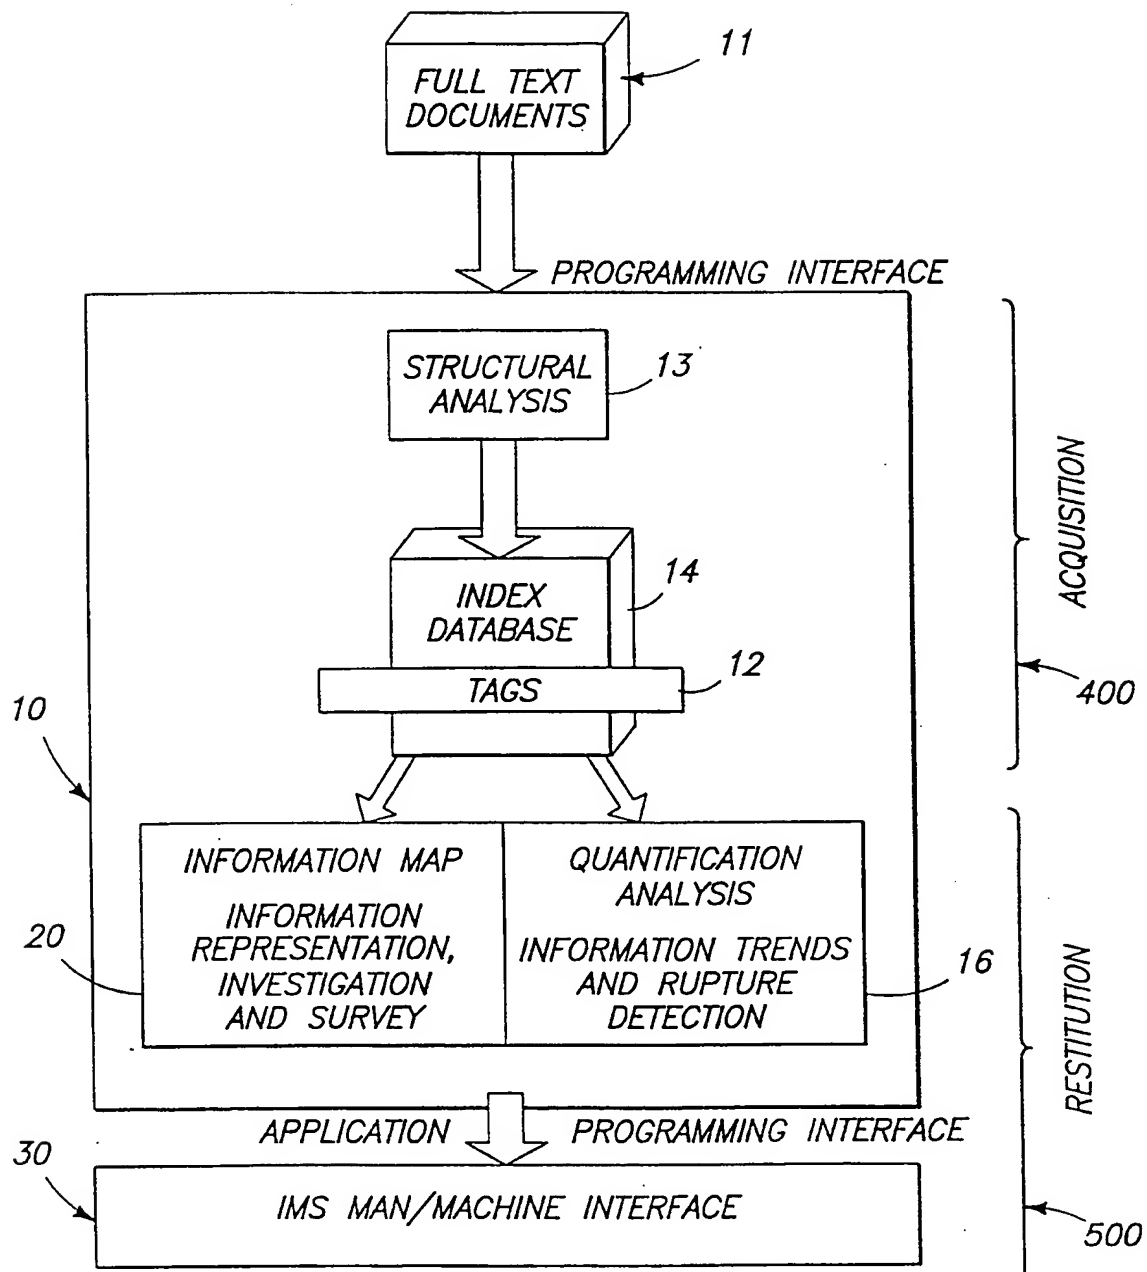 11
FULL TEXT
DOCUMENTS
PROGRAMMING INTERFACE
STRUCTURAL
ANALYSIS
13
INDEX
DATABASE
14
TAGS
12
ACQUISITION
400
10
INFORMATION MAP
INFORMATION
REPRESENTATION,
INVESTIGATION
AND SURVEY
20
QUANTIFICATION
ANALYSIS
INFORMATION TRENDS
AND RUPTURE
DETECTION
16
RESTITUTION
APPLICATION PROGRAMMING INTERFACE
30
IMS MAN/MACHINE INTERFACE
500